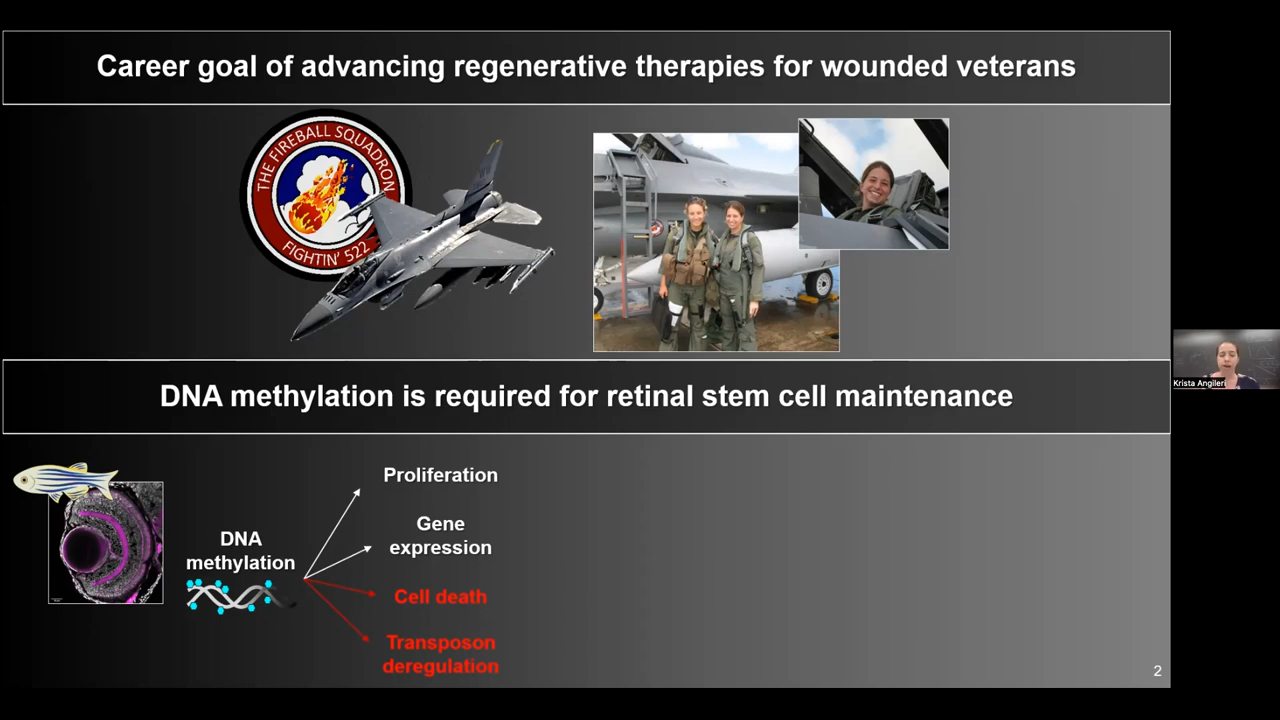 Career goal of advancing regenerative therapies for wounded veterans
THE FIREBALL SQUADRON
FIGHTIN' 522
DNA methylation is required for retinal stem cell maintenance
Proliferation
Gene
expression
DNA
methylation
Cell death
Transposon
deregulation
2
Krista Angileri